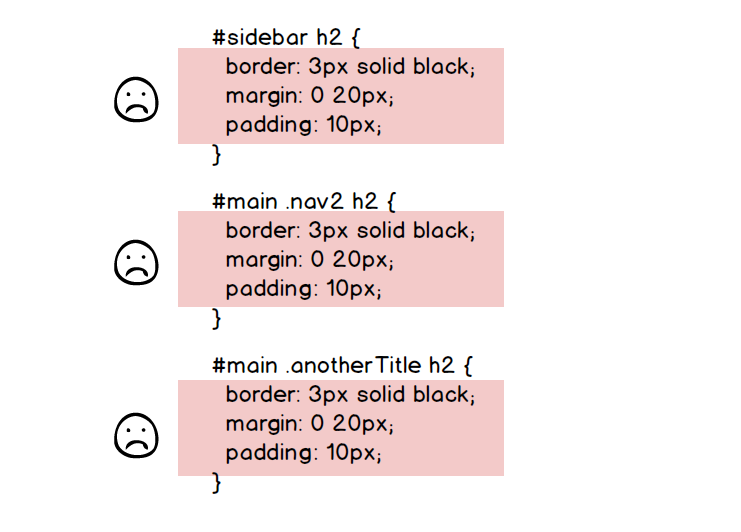 #sidebar h2 {
border: 3px solid black;
margin: 0 20px;
padding: 10px;
}
#main .nav2 h2 {
border: 3px solid black;
margin: 0 20px;
padding: 10px;
}
#main .anotherTitle h2 {
border: 3px solid black;
margin: 0 20px;
padding: 10px;
}